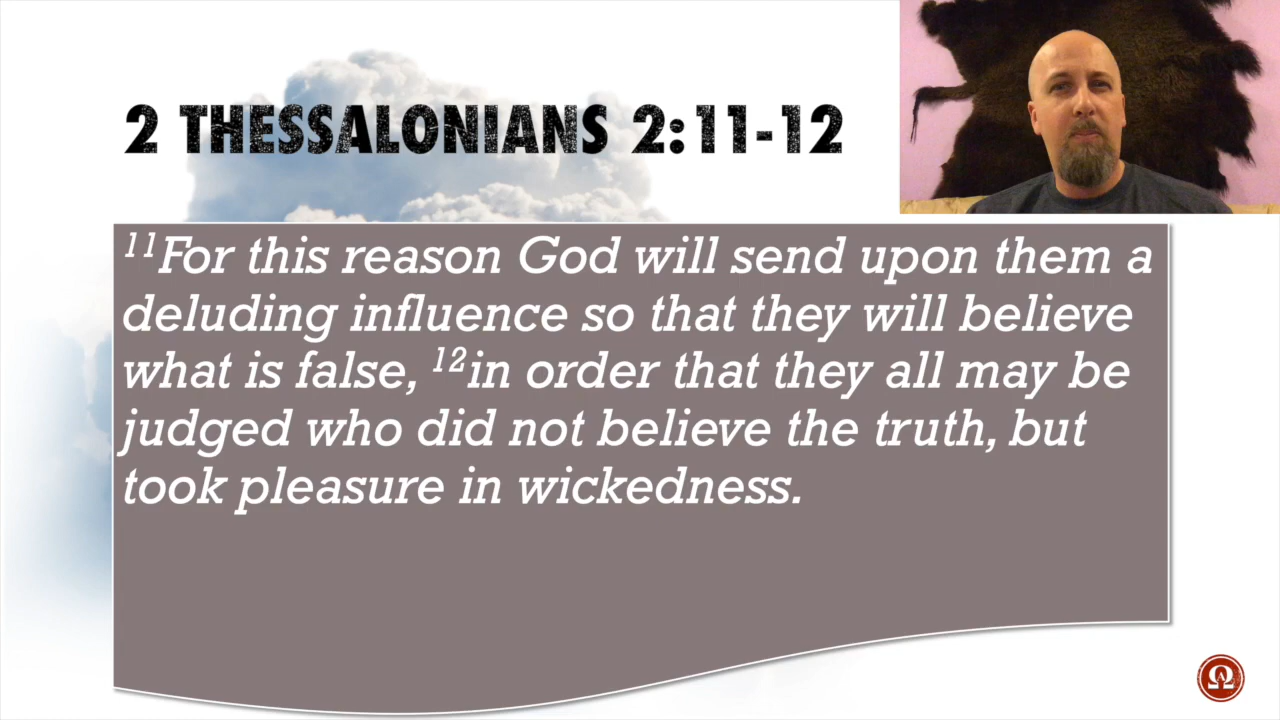 2 THESSALONIANS 2:11-12
¹¹For this reason God will send upon them a
deluding influence so that they will believe
what is false, ¹²in order that they all may be
judged who did not believe the truth, but
took pleasure in wickedness.